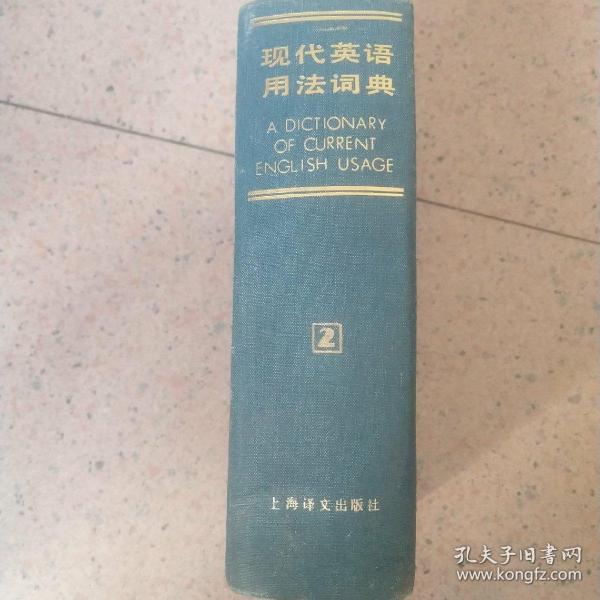 现代英语
用法词典
A DICTIONARY
OF CURRENT
ENGLISH USAGE
2
上海译文出版社
孔夫子旧書网
www.kongfz.com